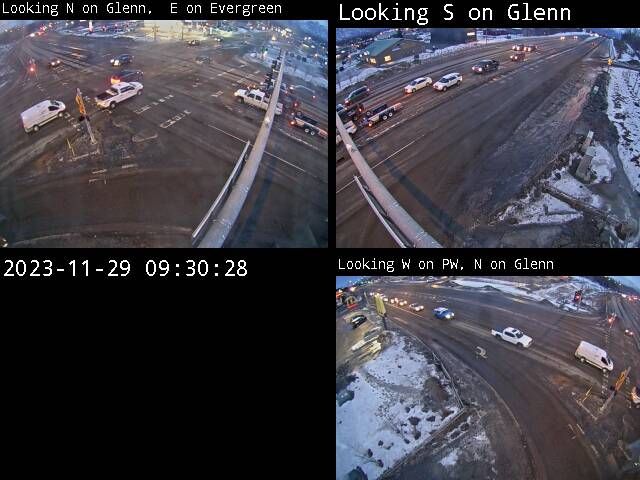 Looking N on Glenn,  E on Evergreen
Looking S on Glenn
2023-11-29 09:30:28
Looking W on PW, N on Glenn